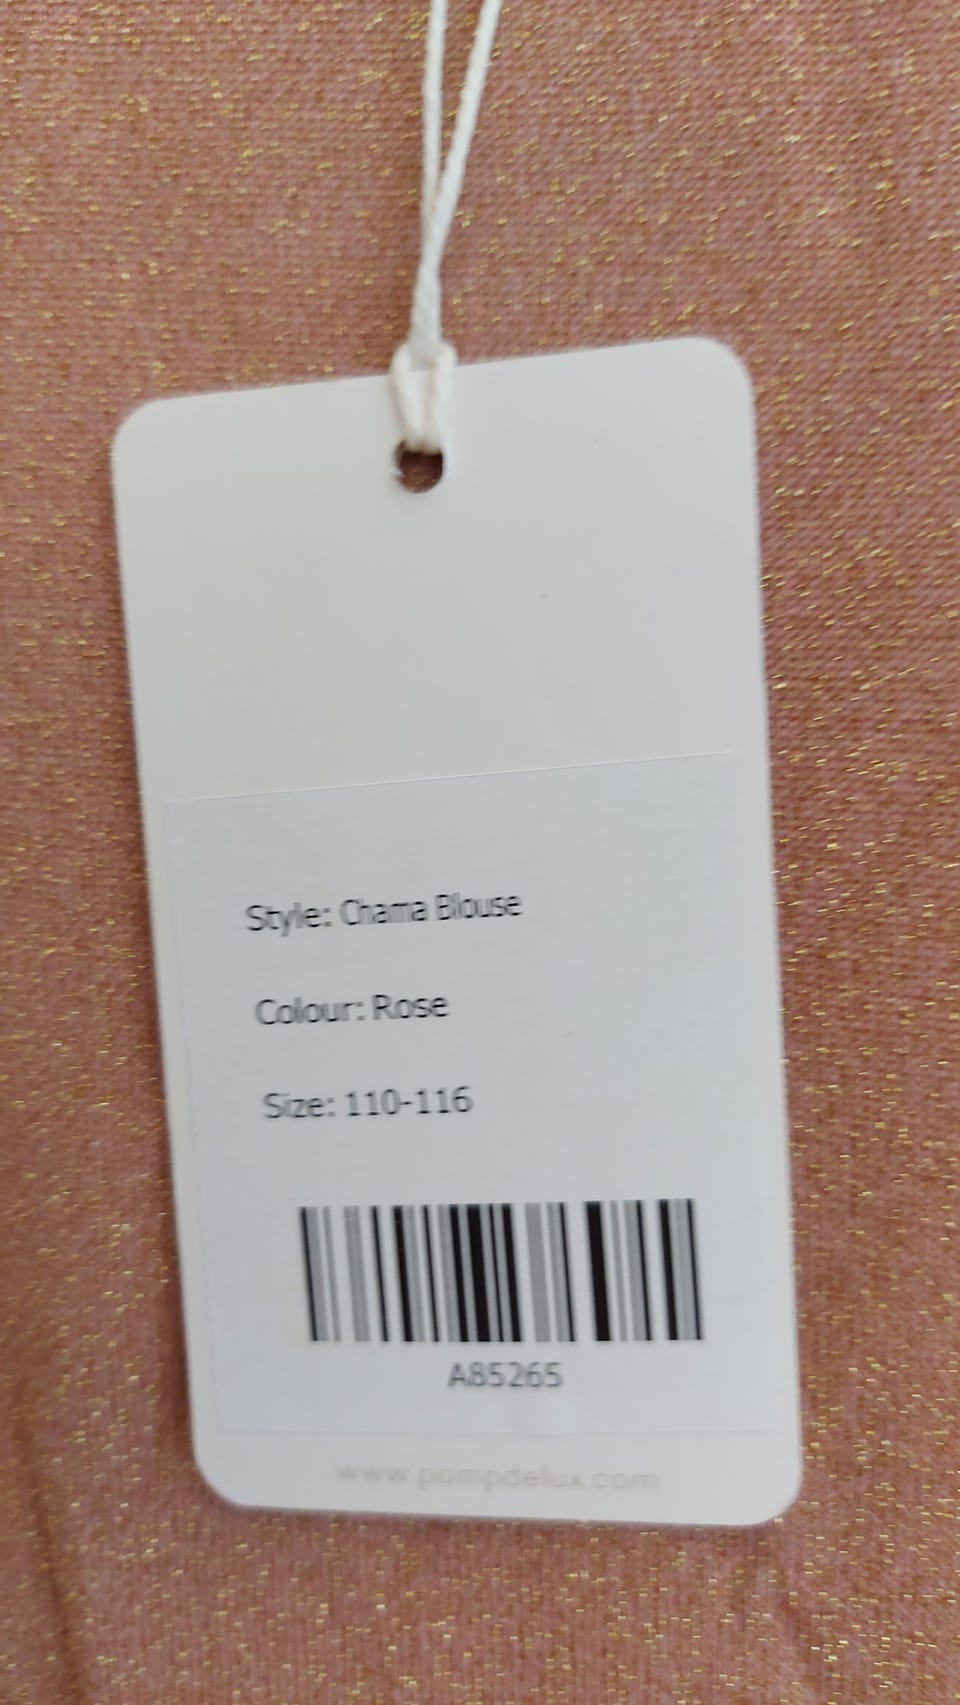 Style: Chama Blouse
Colour: Rose
Size: 110-116
A85265
www.pompdelux.com